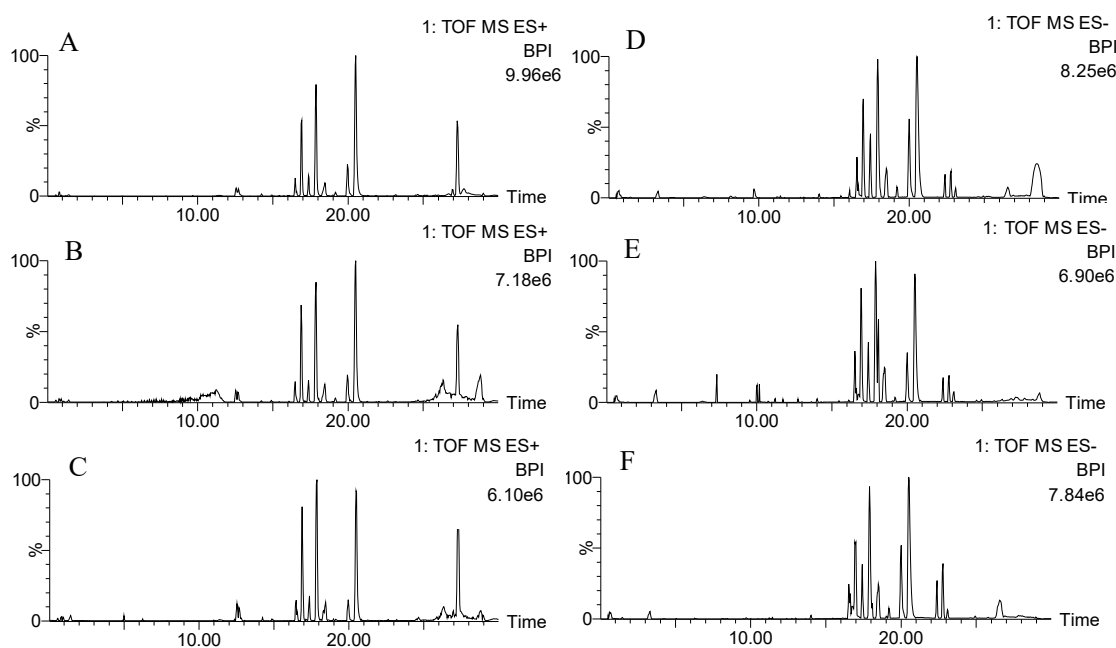 A
1: TOF MS ES+
BPI
9.96e6
100
%
0
10.00
20.00
Time
B
1: TOF MS ES+
BPI
7.18e6
100
%
0
10.00
20.00
Time
C
1: TOF MS ES+
BPI
6.10e6
100
%
0
10.00
20.00
Time
D
1: TOF MS ES-
BPI
8.25e6
100
%
0
10.00
20.00
Time
E
1: TOF MS ES-
BPI
6.90e6
100
%
0
10.00
20.00
Time
F
1: TOF MS ES-
BPI
7.84e6
100
%
0
10.00
20.00
Time